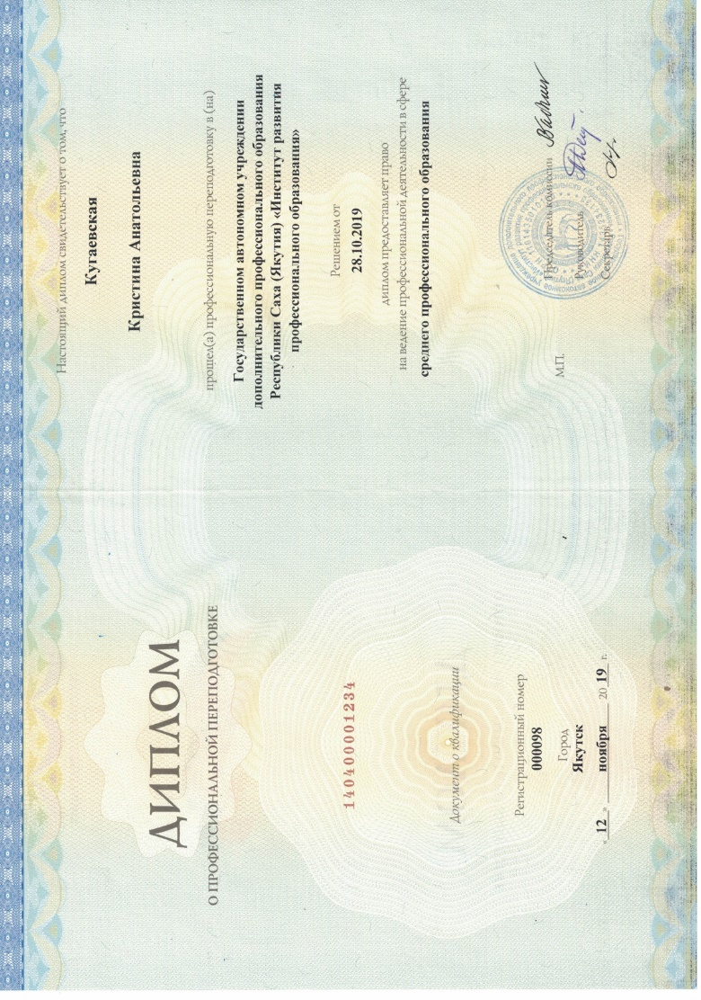 ДИПЛОМ
О ПРОФЕССИОНАЛЬНОЙ ПЕРЕПОДГОТОВКЕ
140400001234
Документ о квалификации
Регистрационный номер
000098
Город
Якутск
«12» ноября 2019 г.
Настоящий диплом свидетельствует о том, что
Кугаевская
Кристина Анатольевна
прошел(а) профессиональную переподготовку в (на)
Государственном автономном учреждении
дополнительного профессионального образования
Республики Саха (Якутия) «Институт развития
профессионального образования»
Решением от
28.10.2019
диплом предоставляет право
на ведение профессиональной деятельности в сфере
среднего профессионального образования
Председатель комиссии
Руководитель
Секретарь
М.П.